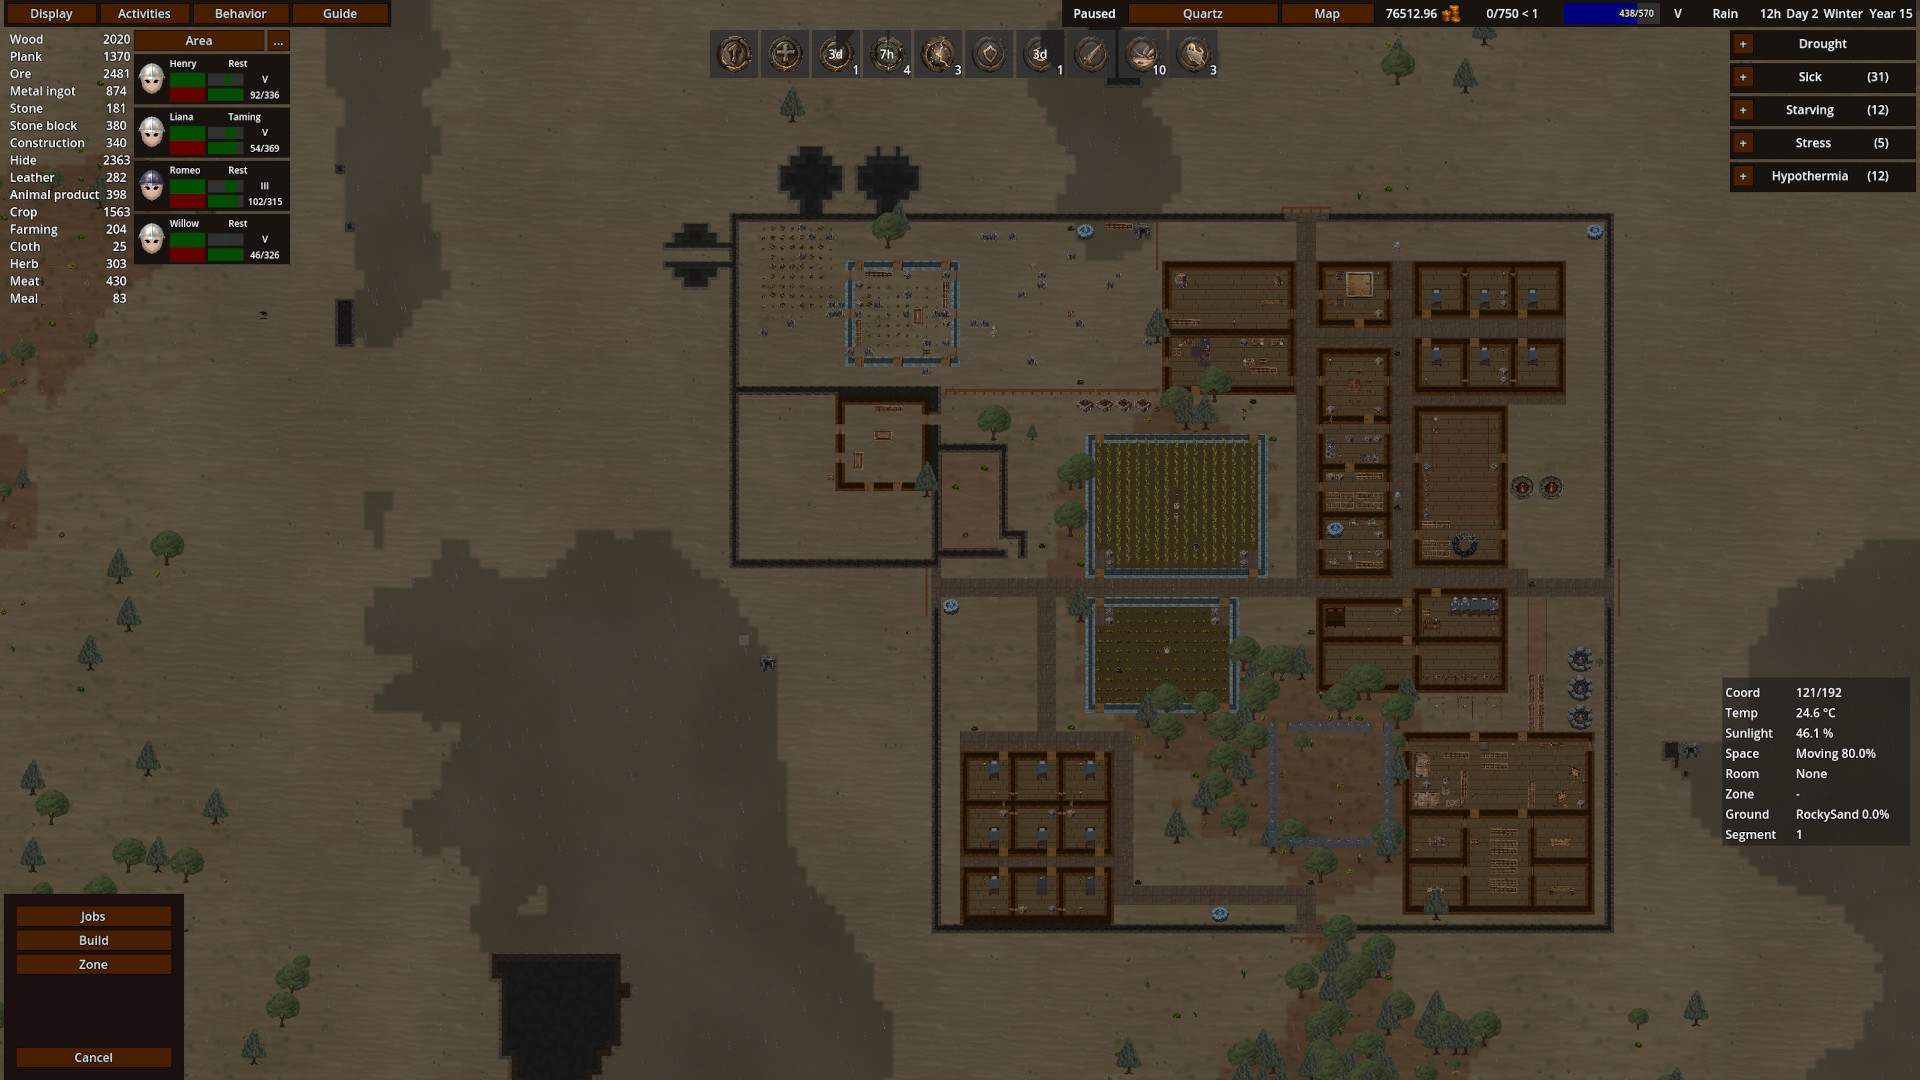 Display Activities Behavior Guide
Paused Quartz Map 76512.96 0/750 < 1 438/570 V Rain 12h Day 2 Winter Year 15
Wood 2020
Plank 1370
Ore 2481
Metal ingot 874
Stone 181
Stone block 380
Construction 340
Hide 2363
Leather 282
Animal product 398
Crop 1563
Farming 204
Cloth 25
Herb 303
Meat 430
Meal 83
Area ...
Henry Rest
V
92/336
Liana Taming
V
54/369
Romeo Rest
III
102/315
Willow Rest
V
46/326
3d 1
7h 4
3
3d 1
10
3
+ Drought
+ Sick (31)
+ Starving (12)
+ Stress (5)
+ Hypothermia (12)
Coord 121/192
Temp 24.6 °C
Sunlight 46.1 %
Space Moving 80.0%
Room None
Zone -
Ground RockySand 0.0%
Segment 1
Jobs
Build
Zone
Cancel